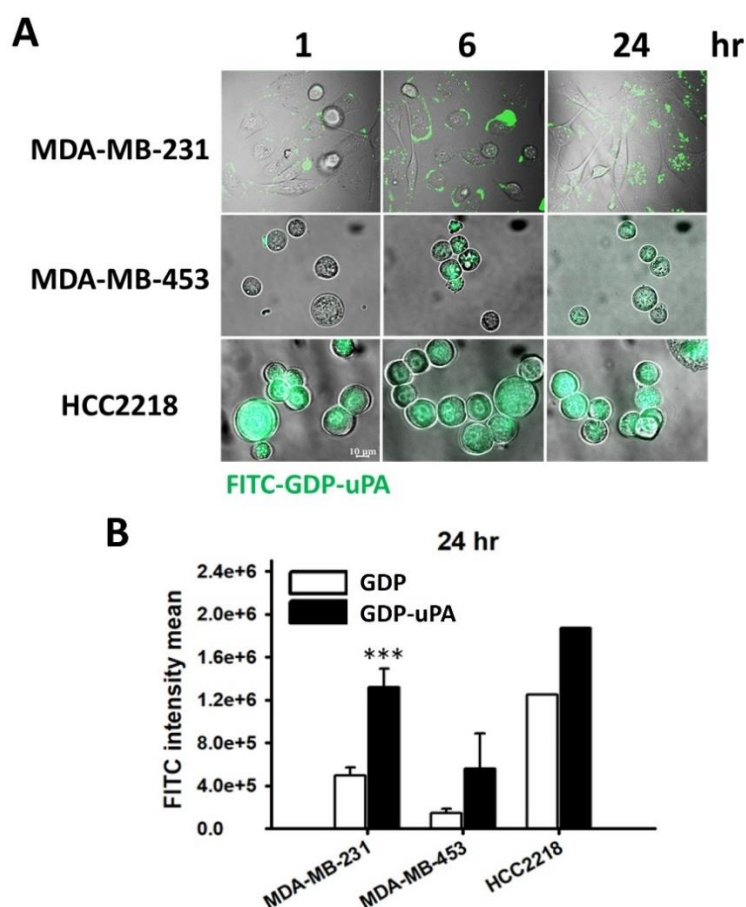 A
1 6 24 hr
MDA-MB-231
MDA-MB-453
HCC2218
10 µm
FITC-GDP-uPA
B
24 hr
GDP
GDP-uPA
***
FITC intensity mean
2.4e+6
2.0e+6
1.6e+6
1.2e+6
8.0e+5
4.0e+5
0.0
MDA-MB-231
MDA-MB-453
HCC2218